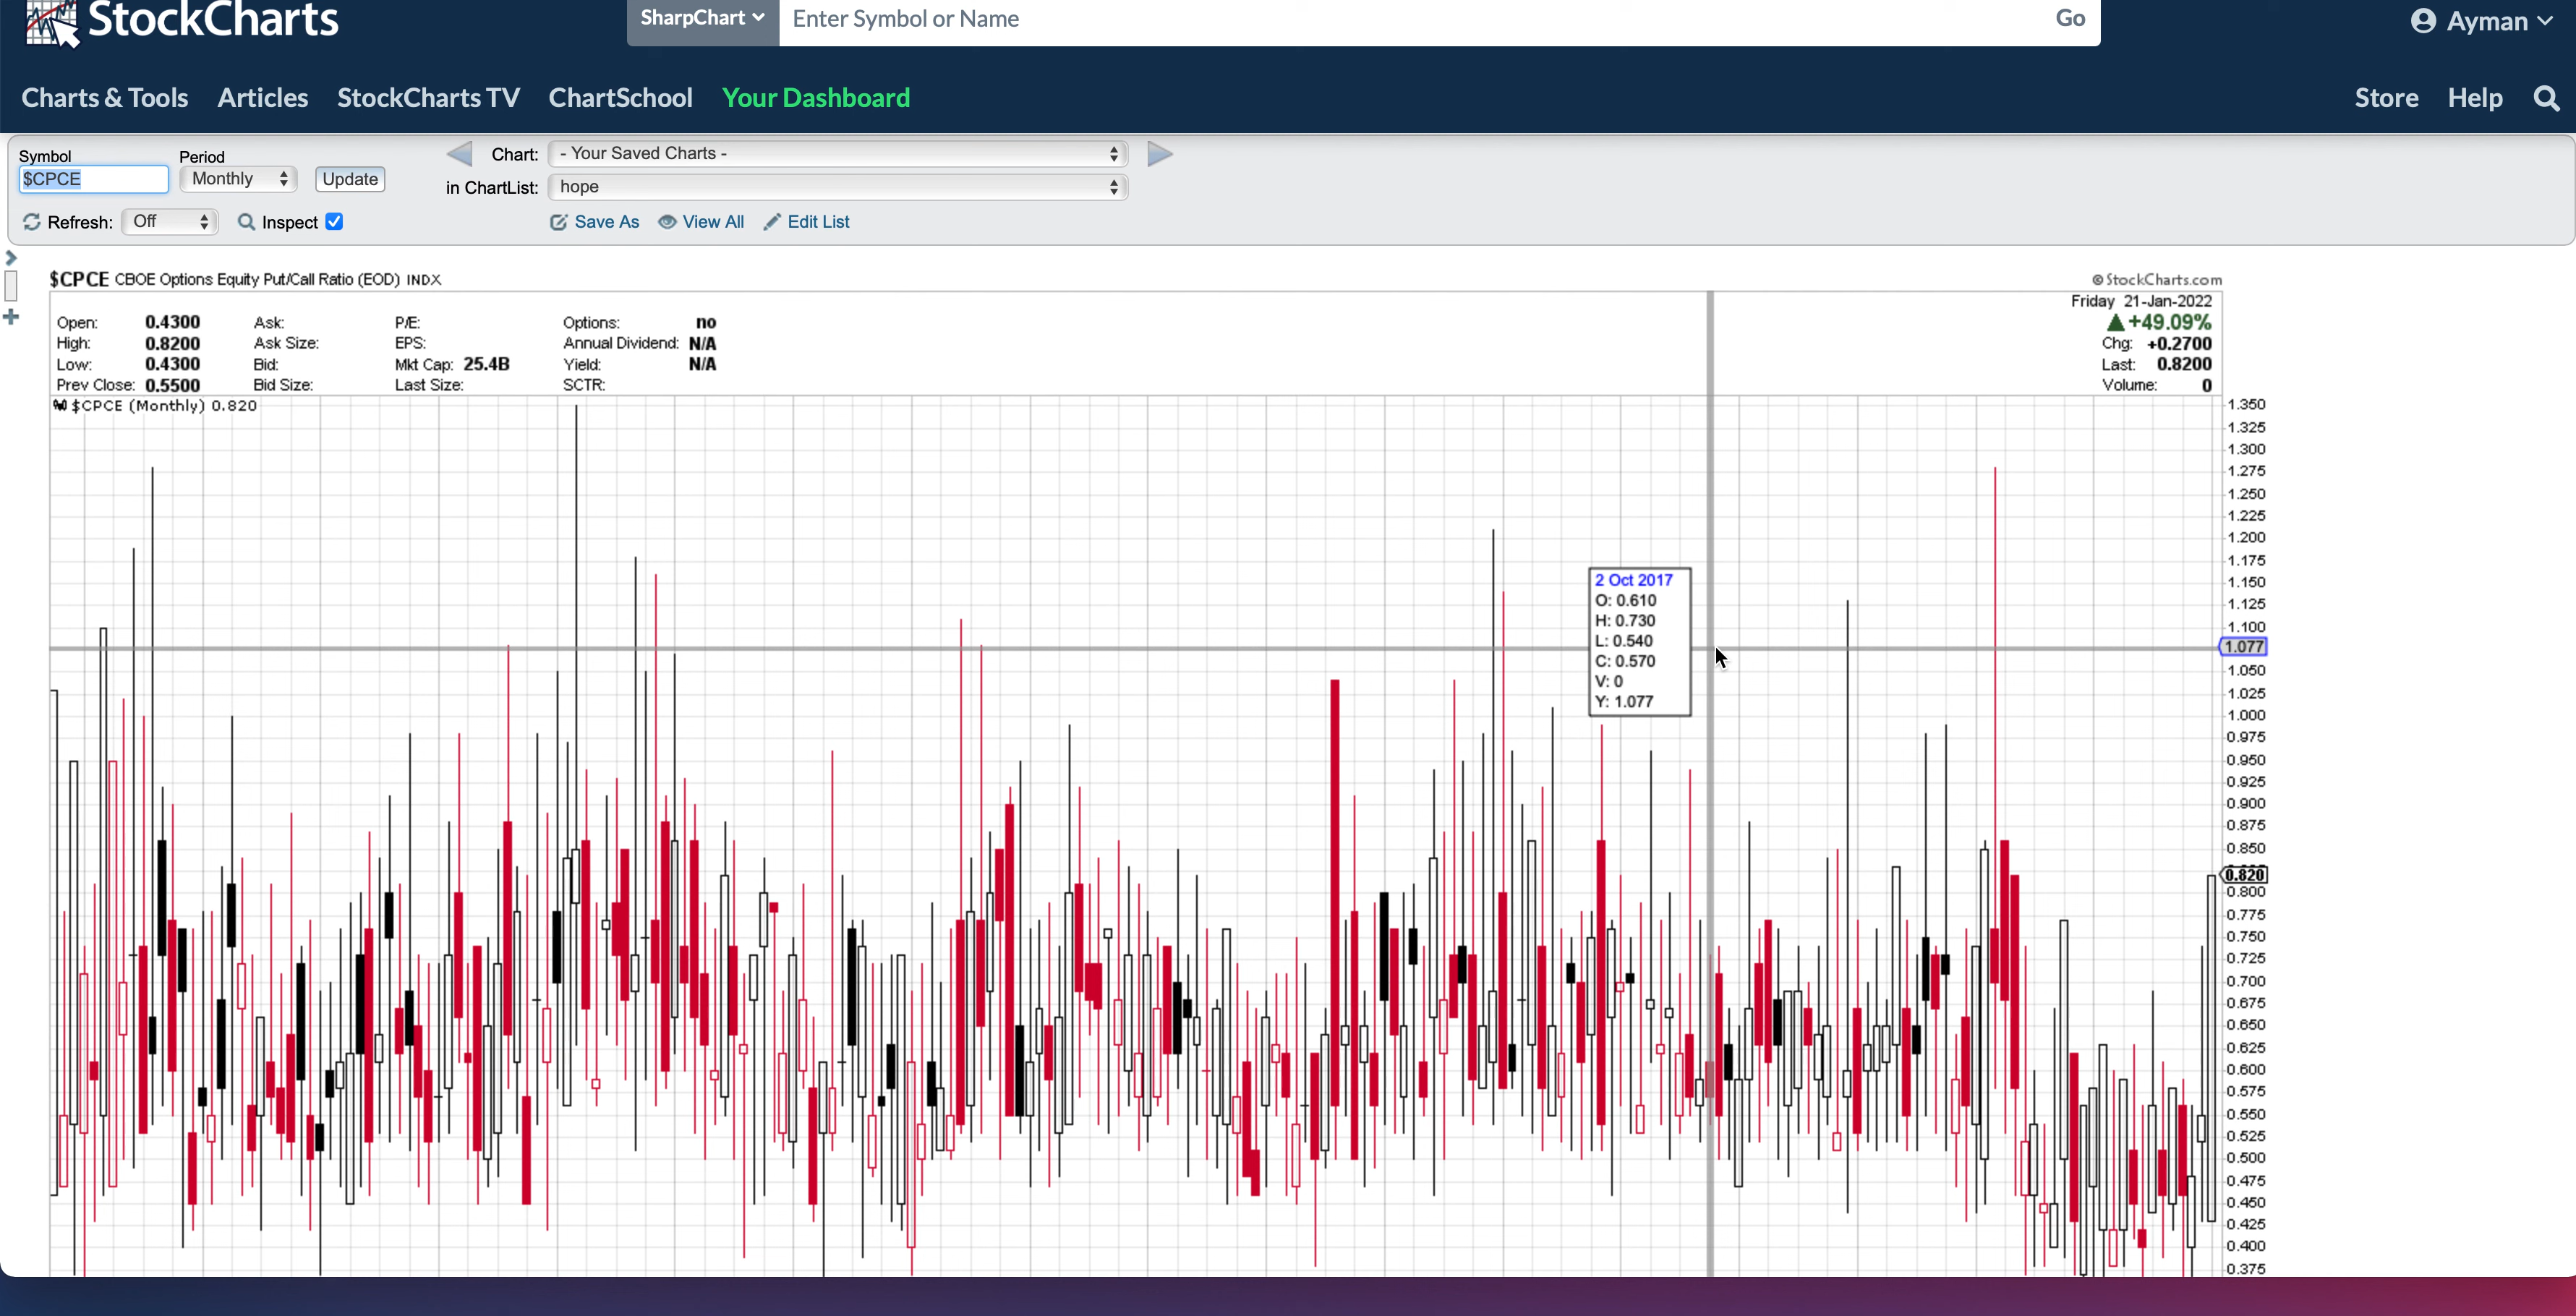 StockCharts
SharpChart Enter Symbol or Name Go
Ayman
Charts & Tools Articles StockCharts TV ChartSchool Your Dashboard Store Help
Symbol Period
$CPCE Monthly Update
Chart: - Your Saved Charts -
in ChartList: hope
Refresh: Off Inspect
Save As View All Edit List
$CPCE CBOE Options Equity Put/Call Ratio (EOD) INDX
© StockCharts.com
Friday 21-Jan-2022
Open: 0.4300 Ask: P/E: Options: no +49.09%
High: 0.8200 Ask Size: EPS: Annual Dividend: N/A Chg: +0.2700
Low: 0.4300 Bid: Mkt Cap: 25.4B Yield: N/A Last: 0.8200
Prev Close: 0.5500 Bid Size: Last Size: SCTR: Volume: 0
$CPCE (Monthly) 0.820
1.350
1.325
1.300
1.275
1.250
1.225
1.200
1.175
1.150
1.125
1.100
1.077
1.050
1.025
1.000
0.975
0.950
0.925
0.900
0.875
0.850
0.820
0.800
0.775
0.750
0.725
0.700
0.675
0.650
0.625
0.600
0.575
0.550
0.525
0.500
0.475
0.450
0.425
0.400
0.375
2 Oct 2017
O: 0.610
H: 0.730
L: 0.540
C: 0.570
V: 0
Y: 1.077